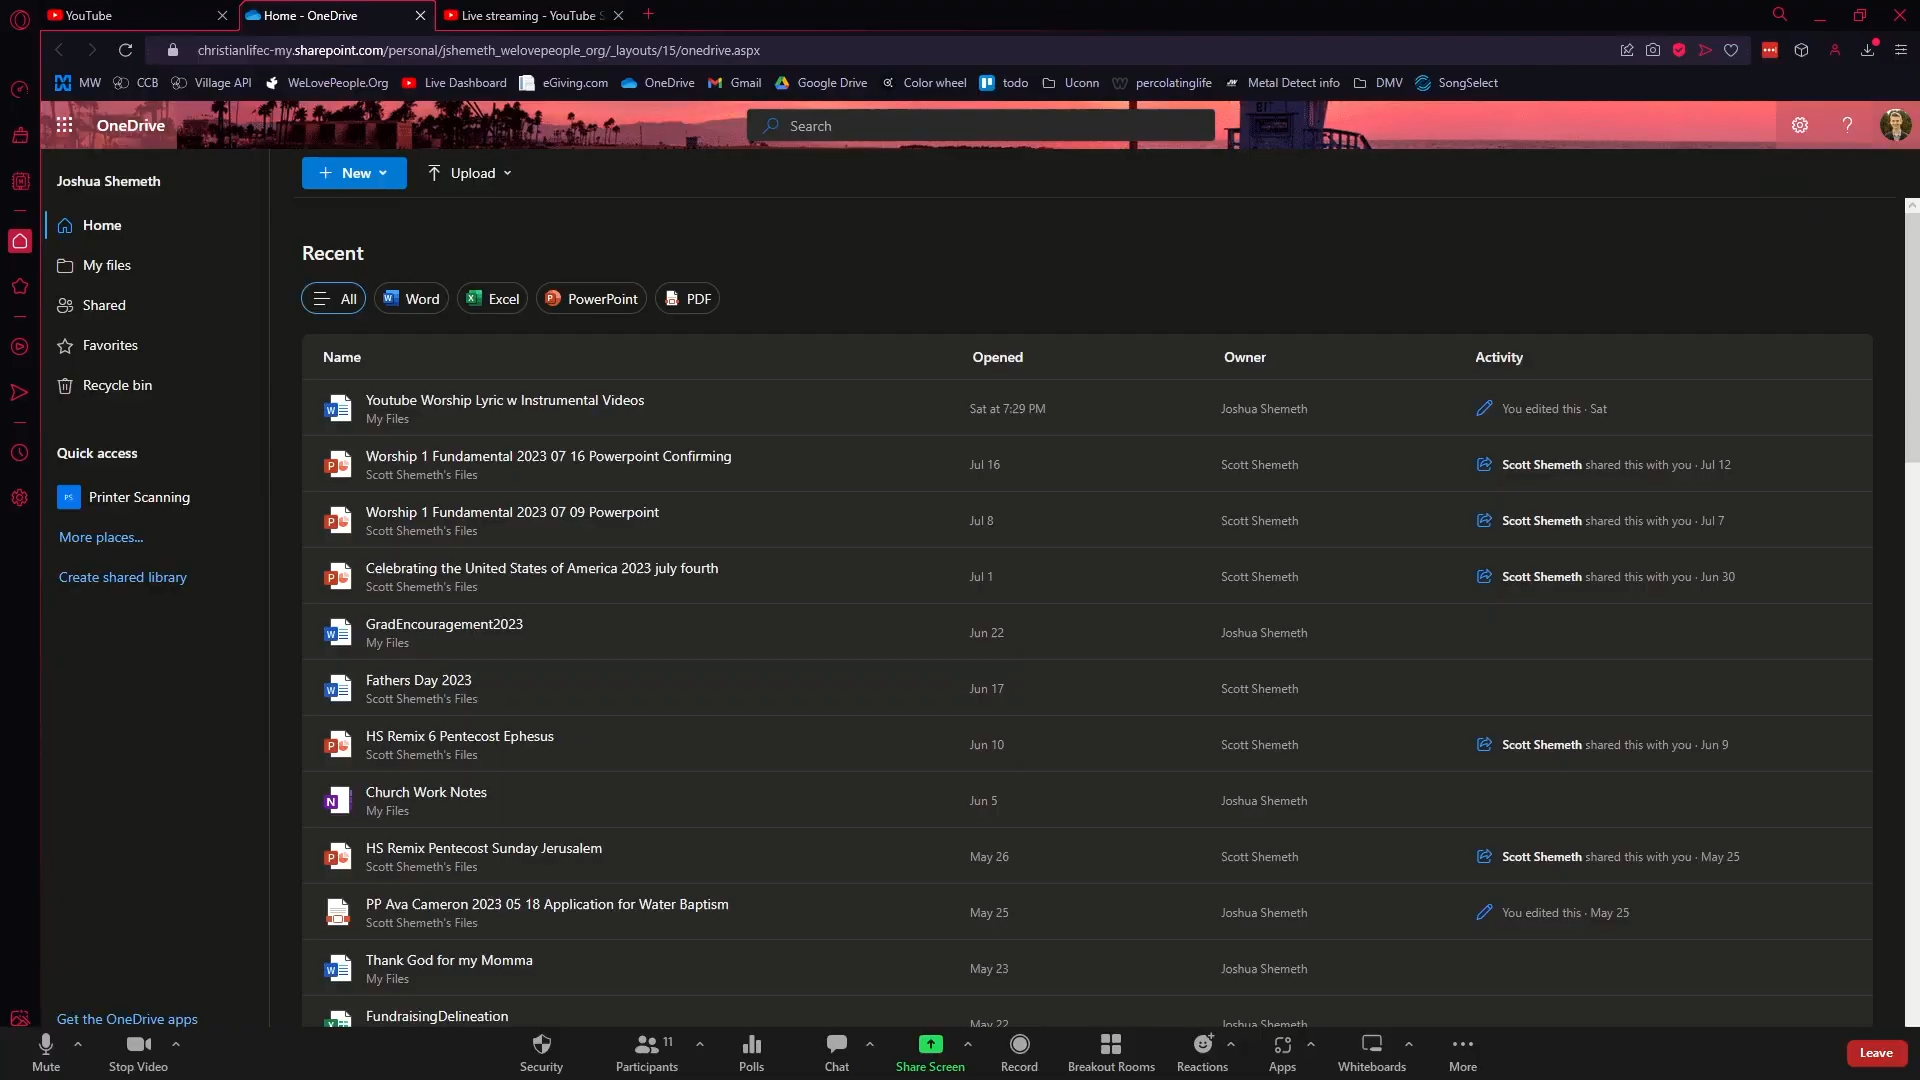 YouTube
Home - OneDrive
Live streaming - YouTube S
christianlifec-my.sharepoint.com/personal/jshemeth_welovepeople_org/_layouts/15/onedrive.aspx
MW
CCB
Village API
WeLovePeople.Org
Live Dashboard
eGiving.com
OneDrive
Gmail
Google Drive
Color wheel
todo
Uconn
percolatinglife
Metal Detect info
DMV
SongSelect
OneDrive
Search
Joshua Shemeth
Home
My files
Shared
Favorites
Recycle bin
Quick access
PS
Printer Scanning
More places...
Create shared library
Get the OneDrive apps
New
Upload
Recent
All
Word
Excel
PowerPoint
PDF
Name Opened Owner Activity
Youtube Worship Lyric w Instrumental Videos
My Files
Sat at 7:29 PM
Joshua Shemeth
You edited this · Sat
Worship 1 Fundamental 2023 07 16 Powerpoint Confirming
Scott Shemeth's Files
Jul 16
Scott Shemeth
Scott Shemeth shared this with you · Jul 12
Worship 1 Fundamental 2023 07 09 Powerpoint
Scott Shemeth's Files
Jul 8
Scott Shemeth
Scott Shemeth shared this with you · Jul 7
Celebrating the United States of America 2023 july fourth
Scott Shemeth's Files
Jul 1
Scott Shemeth
Scott Shemeth shared this with you · Jun 30
GradEncouragement2023
My Files
Jun 22
Joshua Shemeth
Fathers Day 2023
Scott Shemeth's Files
Jun 17
Scott Shemeth
HS Remix 6 Pentecost Ephesus
Scott Shemeth's Files
Jun 10
Scott Shemeth
Scott Shemeth shared this with you · Jun 9
Church Work Notes
My Files
Jun 5
Joshua Shemeth
HS Remix Pentecost Sunday Jerusalem
Scott Shemeth's Files
May 26
Scott Shemeth
Scott Shemeth shared this with you · May 25
PP Ava Cameron 2023 05 18 Application for Water Baptism
Scott Shemeth's Files
May 25
Joshua Shemeth
You edited this · May 25
Thank God for my Momma
My Files
May 23
Joshua Shemeth
FundraisingDelineation
May 22
Joshua Shemeth
Mute
Stop Video
Security
11
Participants
Polls
Chat
Share Screen
Record
Breakout Rooms
Reactions
Apps
Whiteboards
More
Leave